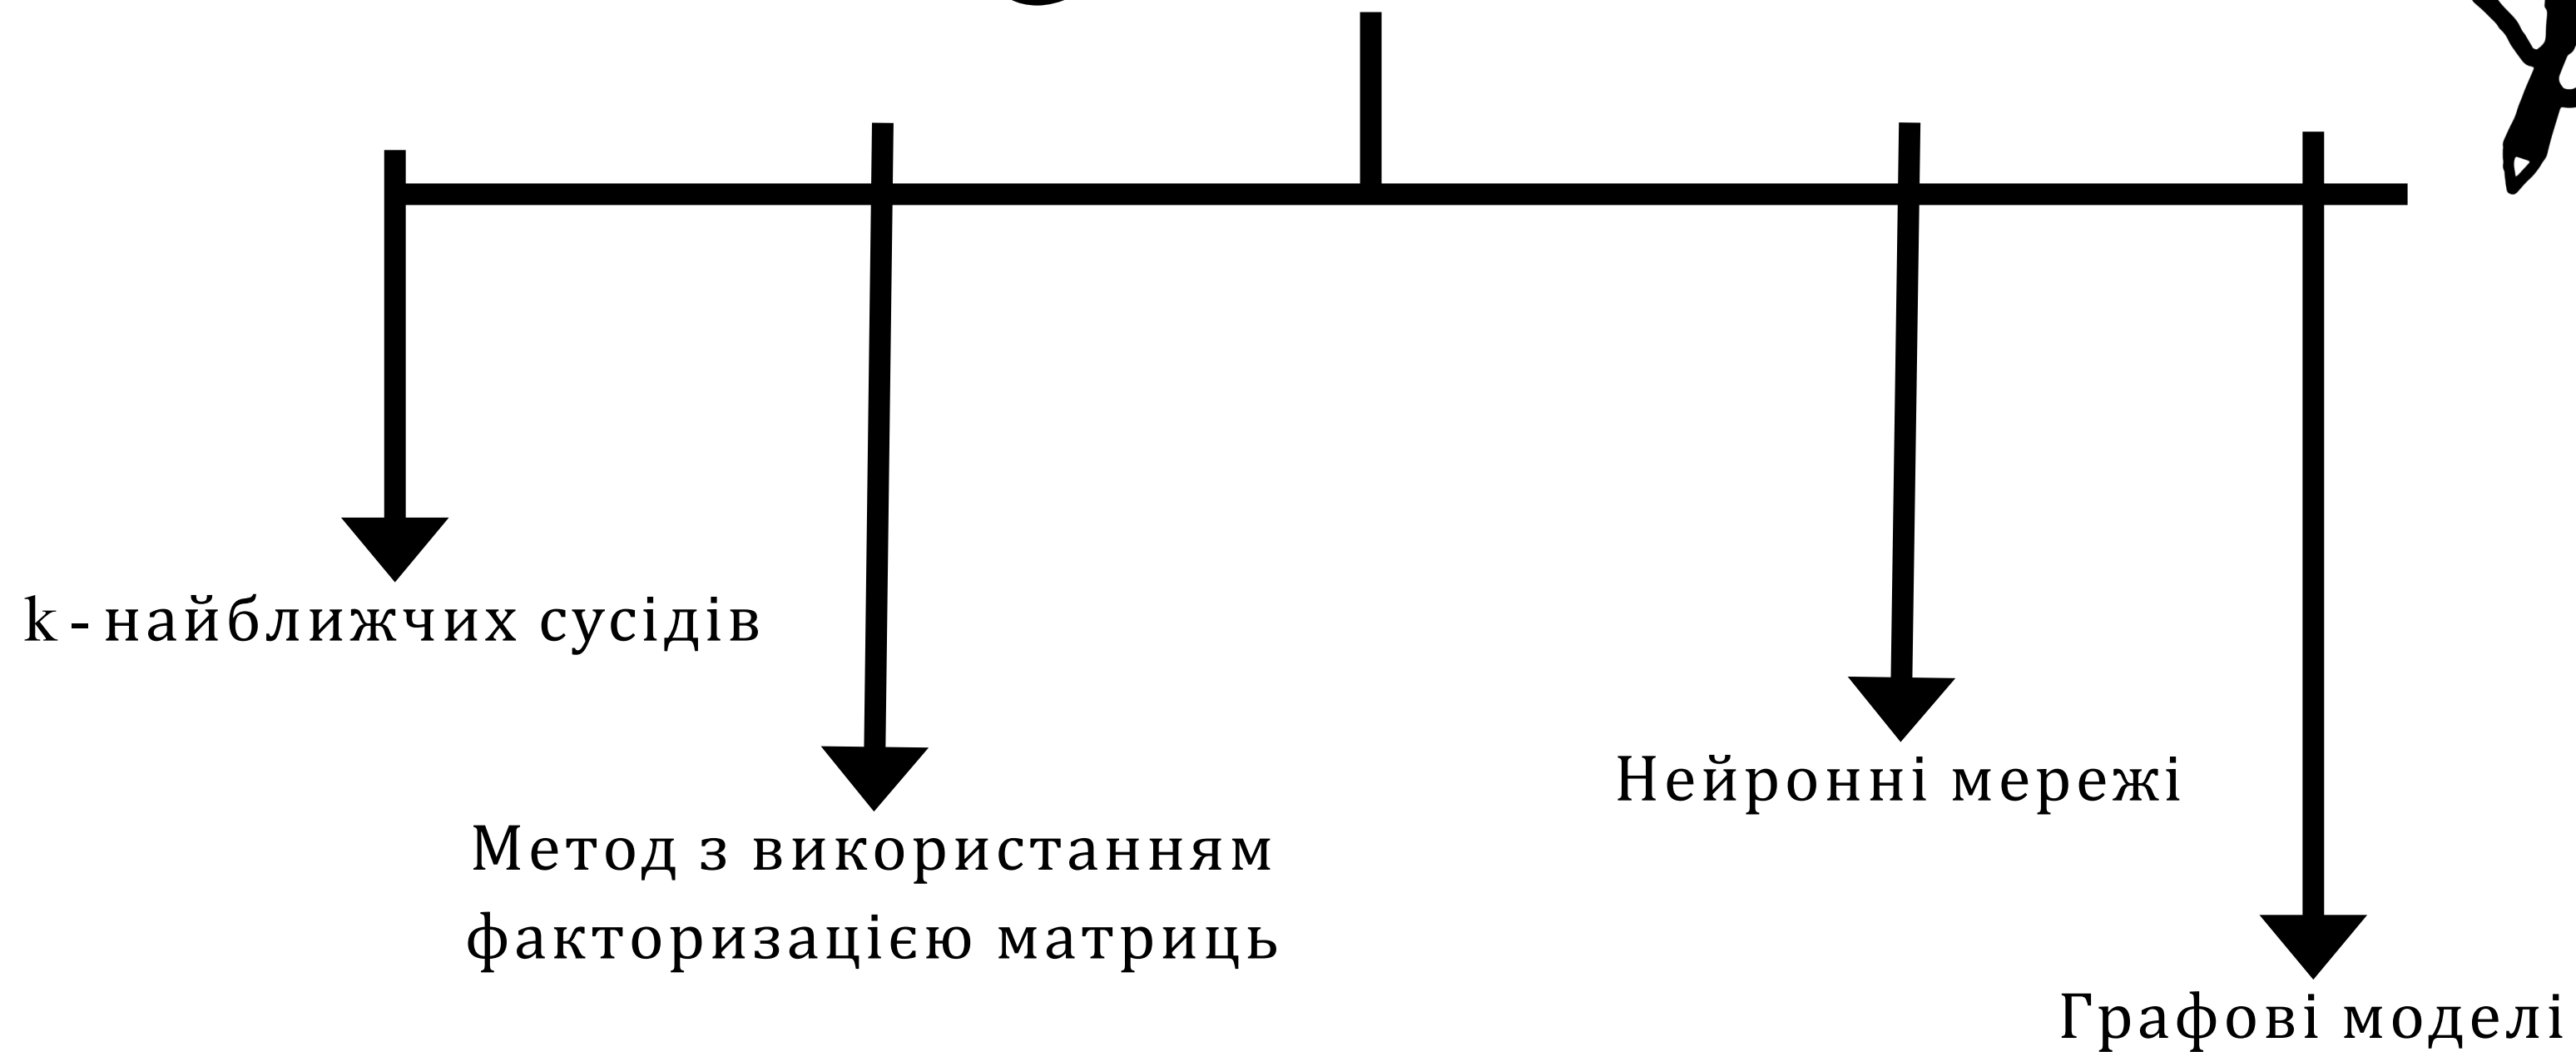 k-найближчих сусідів
Метод з використанням
факторизацією матриць
Нейронні мережі
Графові моделі